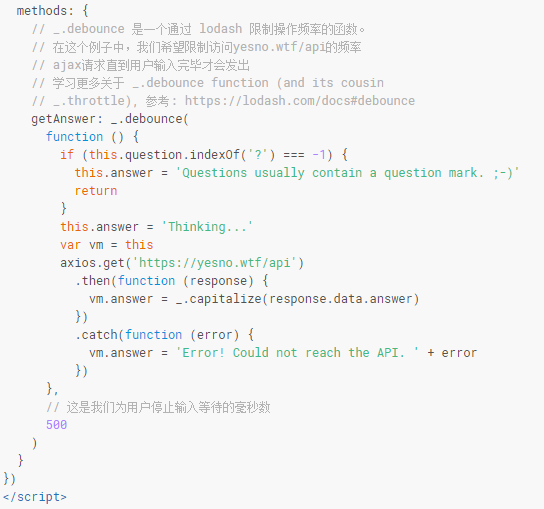 methods: {
// _.debounce 是一个通过 lodash 限制操作频率的函数。
// 在这个例子中，我们希望限制访问yesno.wtf/api的频率
// ajax请求直到用户输入完毕才会发出
// 学习更多关于 _.debounce function (and its cousin
// _.throttle), 参考: https://lodash.com/docs#debounce
getAnswer: _.debounce(
function () {
if (this.question.indexOf('?') === -1) {
this.answer = 'Questions usually contain a question mark. ;-)'
return
}
this.answer = 'Thinking...'
var vm = this
axios.get('https://yesno.wtf/api')
.then(function (response) {
vm.answer = _.capitalize(response.data.answer)
})
.catch(function (error) {
vm.answer = 'Error! Could not reach the API. ' + error
})
},
// 这是我们为用户停止输入等待的毫秒数
500
)
}
})
</script>